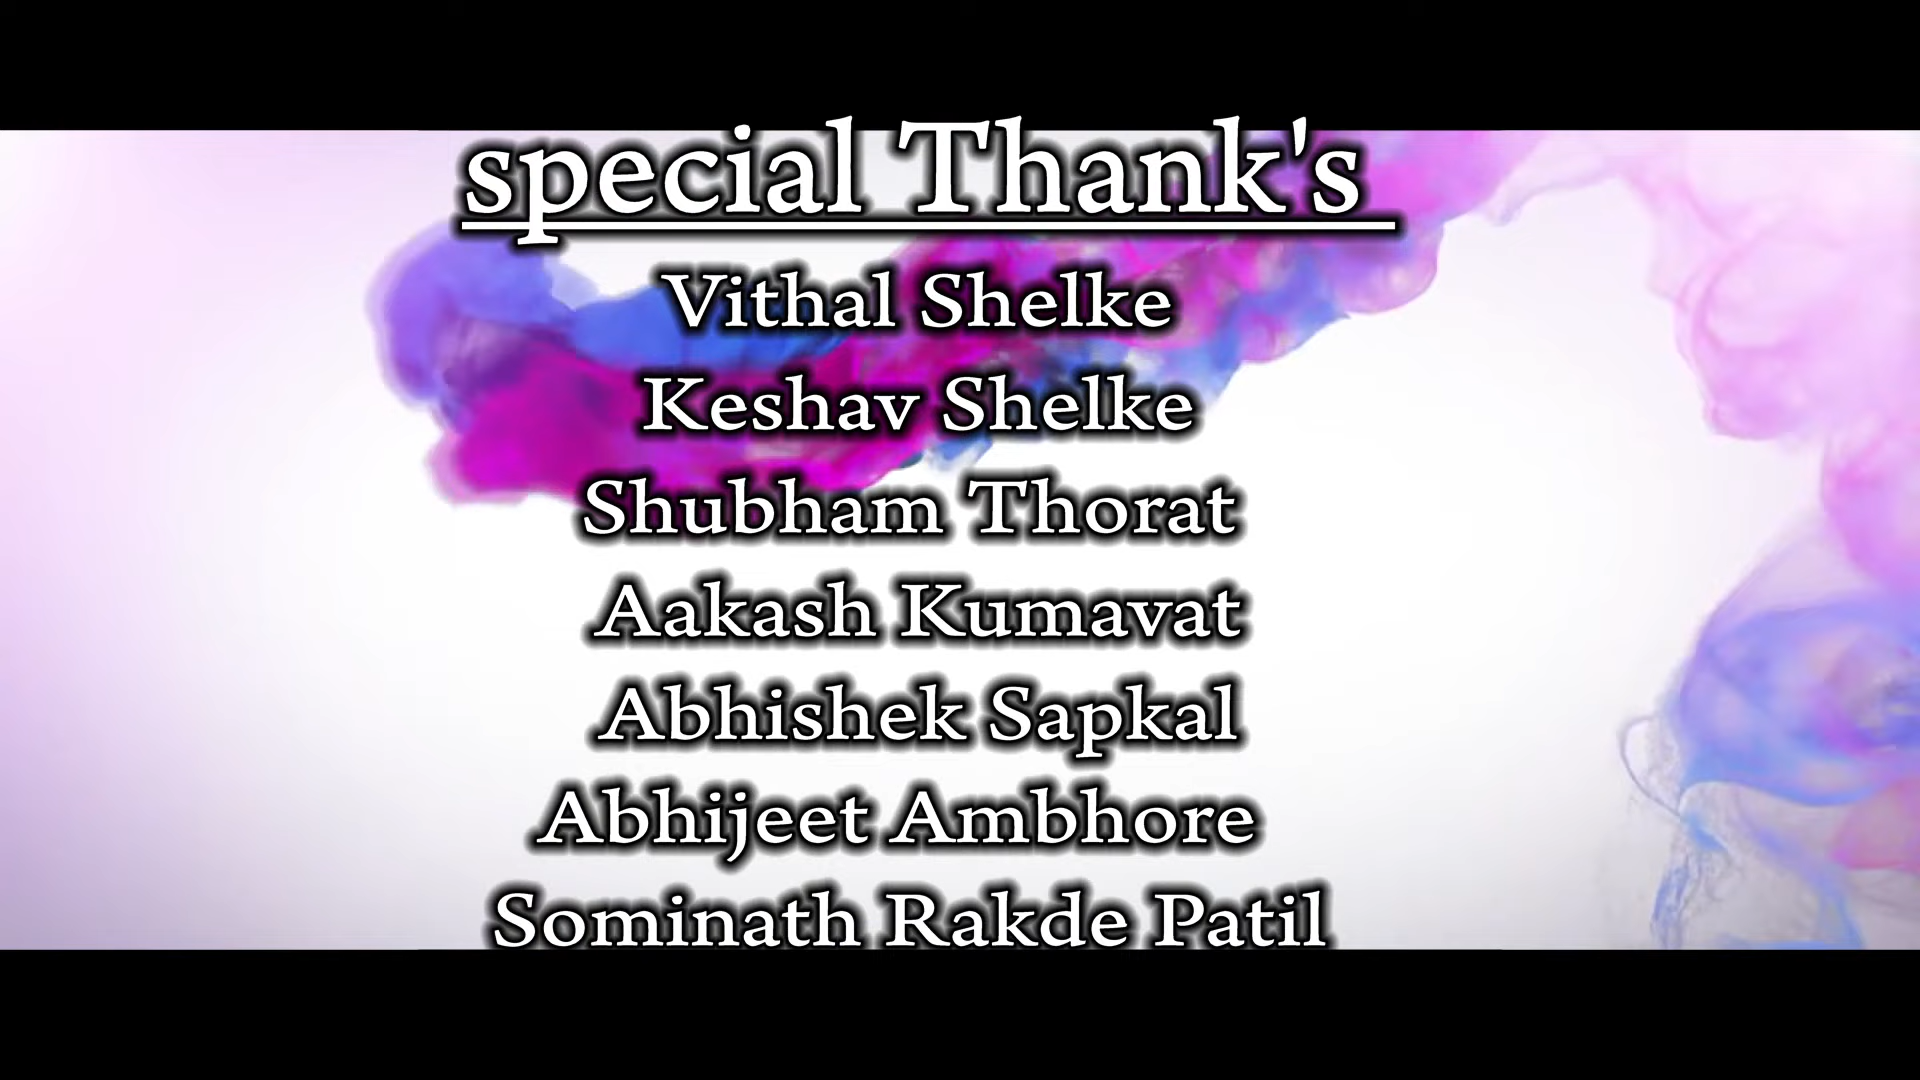 special Thank's
Vithal Shelke
Keshav Shelke
Shubham Thorat
Aakash Kumavat
Abhishek Sapkal
Abhijeet Ambhore
Sominath Rakde Patil